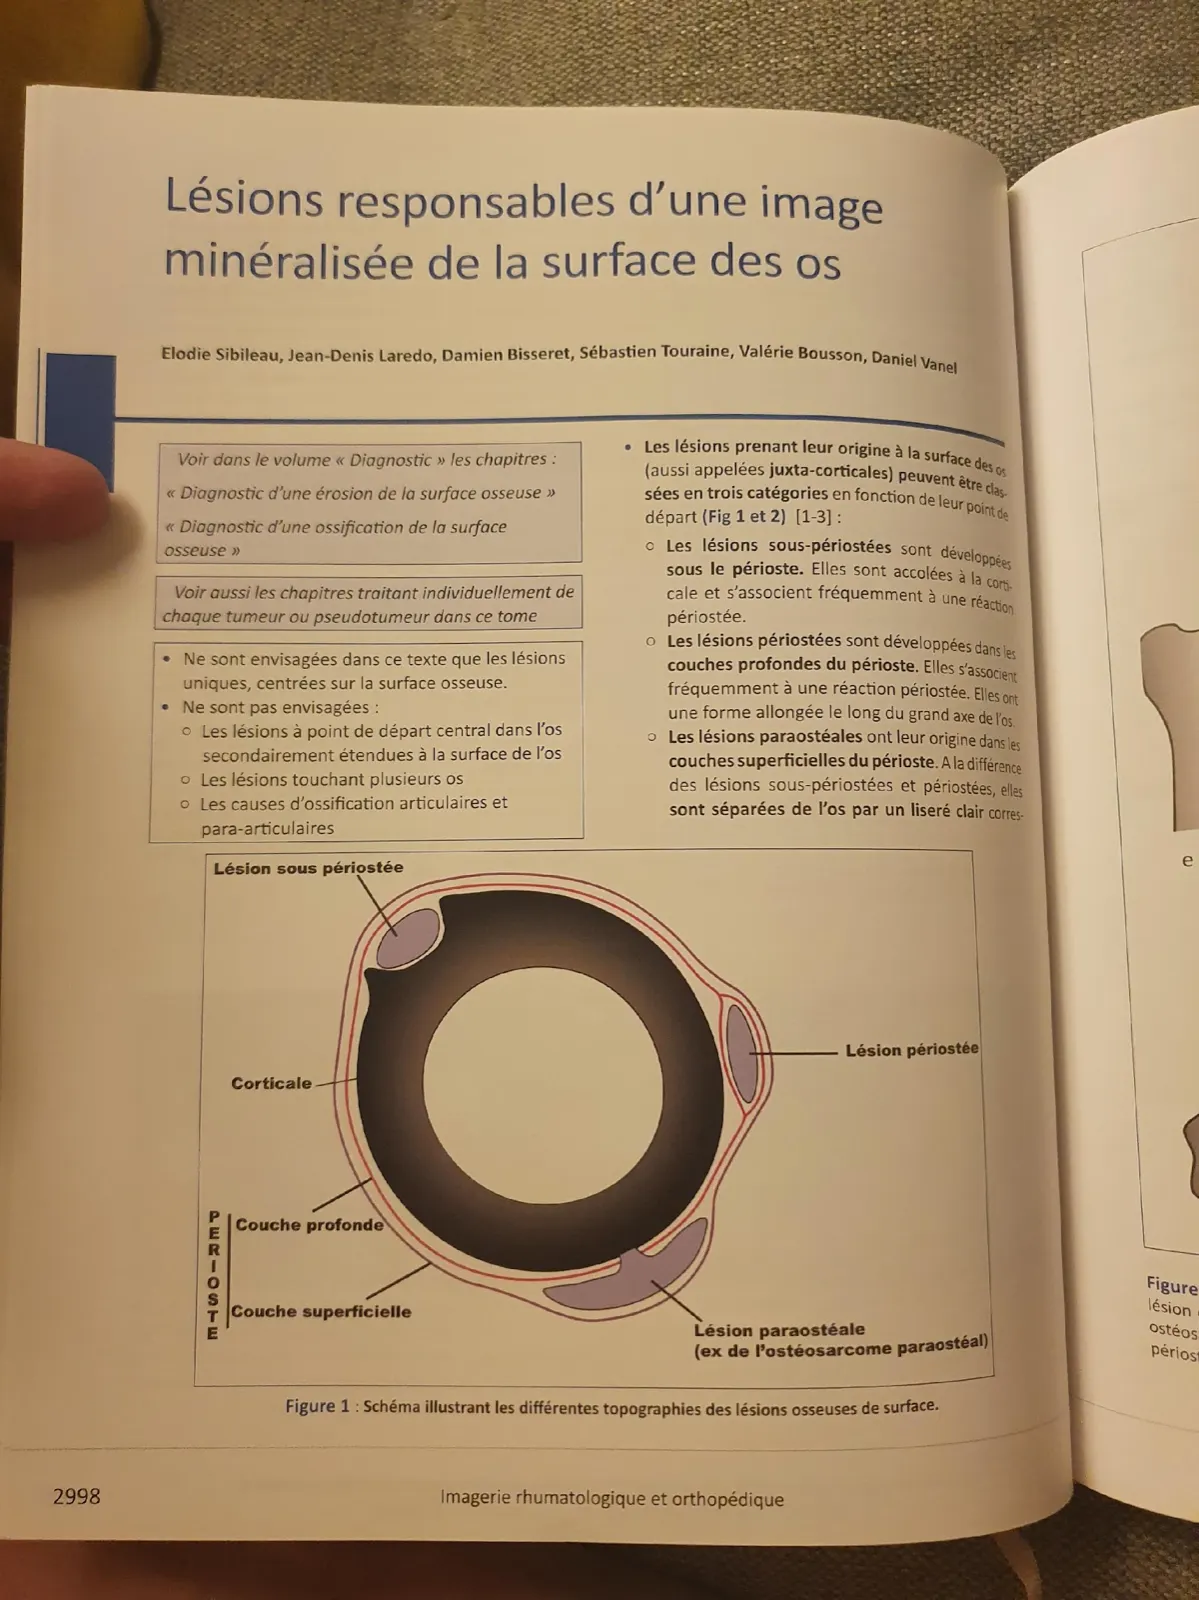 Lésions responsables d'une image
minéralisée de la surface des os
Elodie Sibileau, Jean-Denis Laredo, Damien Bisseret, Sébastien Touraine, Valérie Bousson, Daniel Vanel
Voir dans le volume « Diagnostic » les chapitres :
« Diagnostic d'une érosion de la surface osseuse »
« Diagnostic d'une ossification de la surface
osseuse »
Voir aussi les chapitres traitant individuellement de
chaque tumeur ou pseudotumeur dans ce tome
• Ne sont envisagées dans ce texte que les lésions
uniques, centrées sur la surface osseuse.
• Ne sont pas envisagées :
○ Les lésions à point de départ central dans l'os
secondairement étendues à la surface de l'os
○ Les lésions touchant plusieurs os
○ Les causes d'ossification articulaires et
para-articulaires
• Les lésions prenant leur origine à la surface des os
(aussi appelées juxta-corticales) peuvent être clas-
sées en trois catégories en fonction de leur point de
départ (Fig 1 et 2) [1-3] :
○ Les lésions sous-périostées sont développées
sous le périoste. Elles sont accolées à la corti-
cale et s'associent fréquemment à une réaction
périostée.
○ Les lésions périostées sont développées dans les
couches profondes du périoste. Elles s'associent
fréquemment à une réaction périostée. Elles ont
une forme allongée le long du grand axe de l'os.
○ Les lésions paraostéales ont leur origine dans les
couches superficielles du périoste. A la différence
des lésions sous-périostées et périostées, elles
sont séparées de l'os par un liseré clair corres-
Lésion sous périostée
Lésion périostée
Corticale
PERIOSTE
Couche profonde
Couche superficielle
Lésion paraostéale
(ex de l'ostéosarcome paraostéal)
Figure 1 : Schéma illustrant les différentes topographies des lésions osseuses de surface.
2998
Imagerie rhumatologique et orthopédique
e
Figure
lésion
ostéos
périos